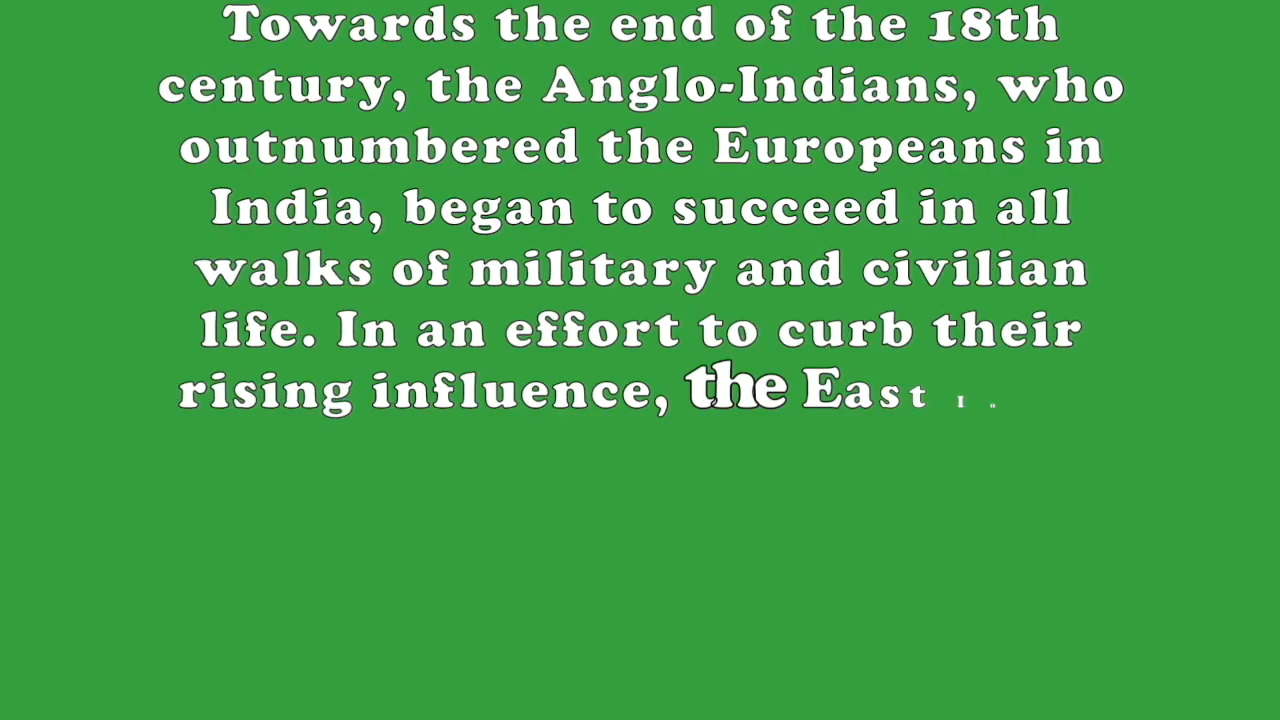 Towards the end of the 18th
century, the Anglo-Indians, who
outnumbered the Europeans in
India, began to succeed in all
walks of military and civilian
life. In an effort to curb their
rising influence, the East I